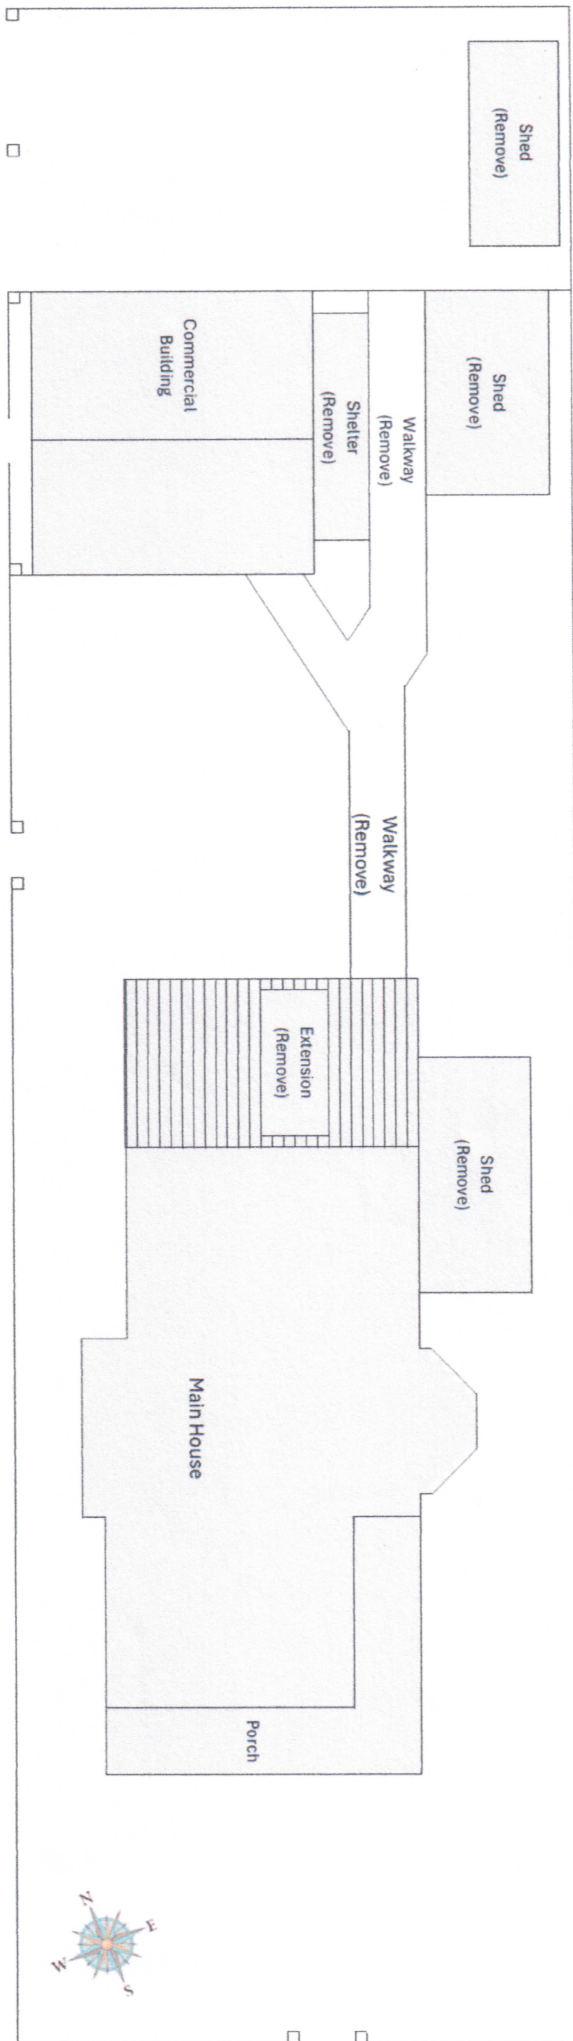 Shed
(Remove)
Shed
(Remove)
Walkway
(Remove)
Shelter
(Remove)
Commercial
Building
Walkway
(Remove)
Extension
(Remove)
Shed
(Remove)
Main House
Porch
N
E
S
W